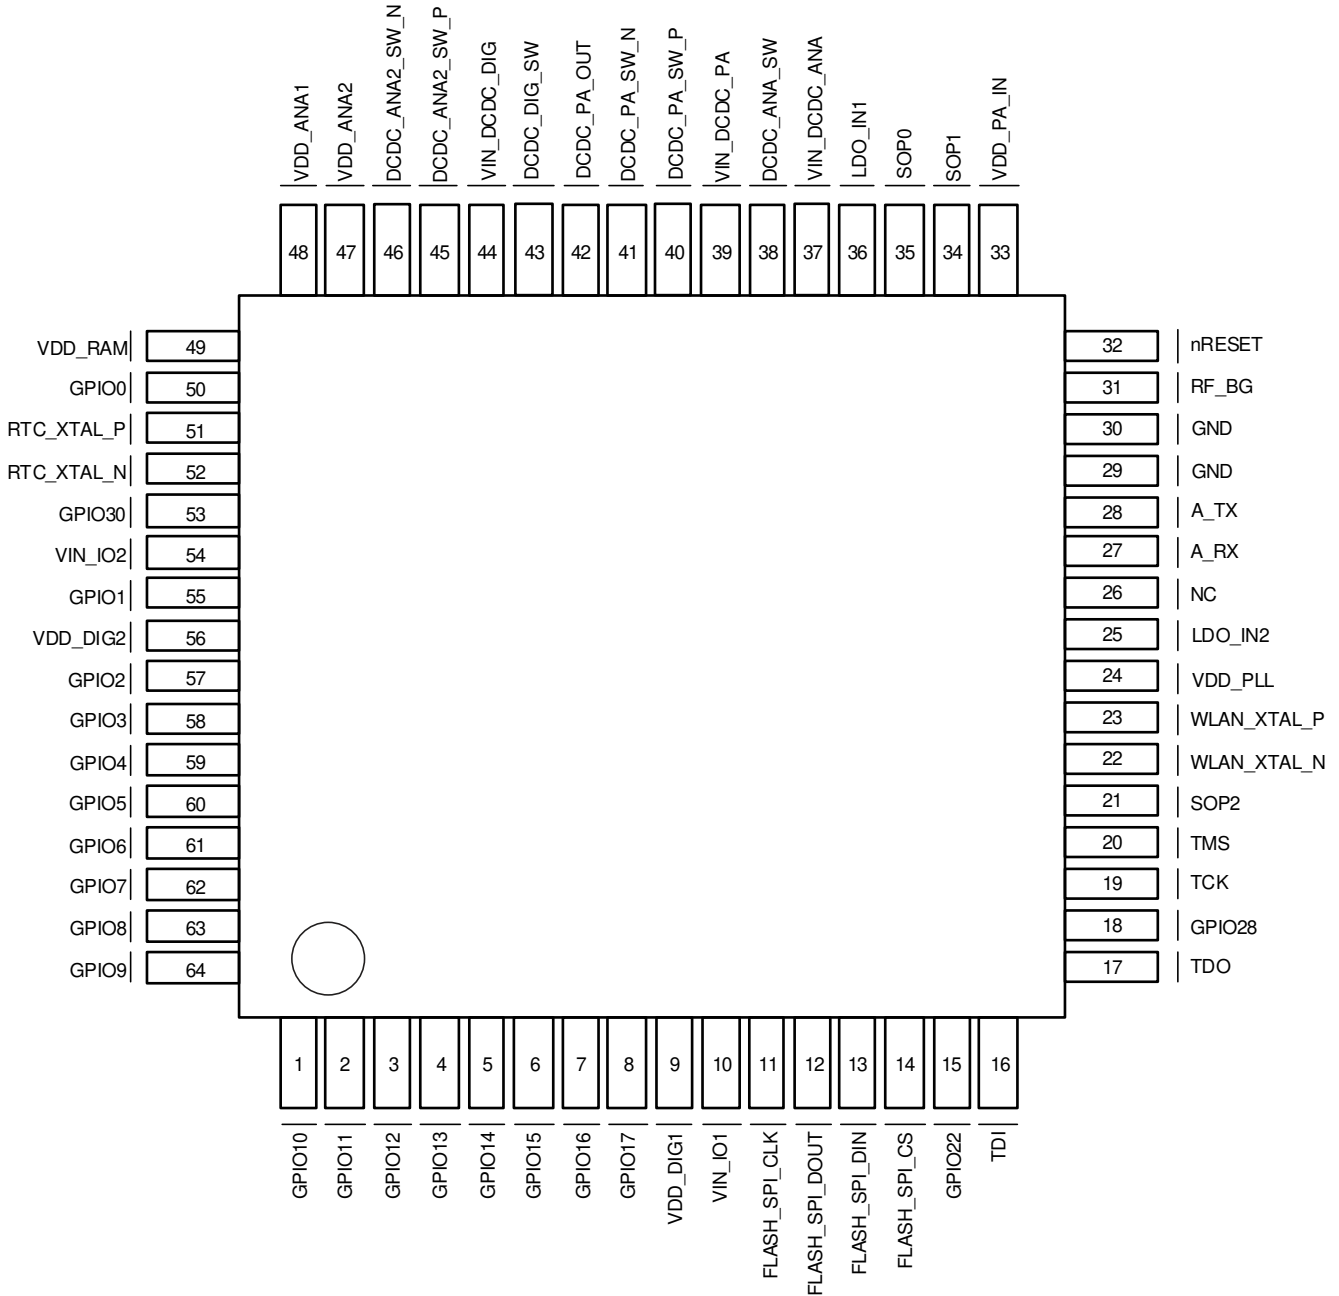 VDD_ANA1
VDD_ANA2
DCDC_ANA2_SW_N
DCDC_ANA2_SW_P
VIN_DCDC_DIG
DCDC_DIG_SW
DCDC_PA_OUT
DCDC_PA_SW_N
DCDC_PA_SW_P
VIN_DCDC_PA
DCDC_ANA_SW
VIN_DCDC_ANA
LDO_IN1
SOP0
SOP1
VDD_PA_IN
48 47 46 45 44 43 42 41 40 39 38 37 36 35 34 33
VDD_RAM 49 32 nRESET
GPIO0 50 31 RF_BG
RTC_XTAL_P 51 30 GND
RTC_XTAL_N 52 29 GND
GPIO30 53 28 A_TX
VIN_IO2 54 27 A_RX
GPIO1 55 26 NC
VDD_DIG2 56 25 LDO_IN2
GPIO2 57 24 VDD_PLL
GPIO3 58 23 WLAN_XTAL_P
GPIO4 59 22 WLAN_XTAL_N
GPIO5 60 21 SOP2
GPIO6 61 20 TMS
GPIO7 62 19 TCK
GPIO8 63 18 GPIO28
GPIO9 64 17 TDO
1 2 3 4 5 6 7 8 9 10 11 12 13 14 15 16
GPIO10
GPIO11
GPIO12
GPIO13
GPIO14
GPIO15
GPIO16
GPIO17
VDD_DIG1
VIN_IO1
FLASH_SPI_CLK
FLASH_SPI_DOUT
FLASH_SPI_DIN
FLASH_SPI_CS
GPIO22
TDI